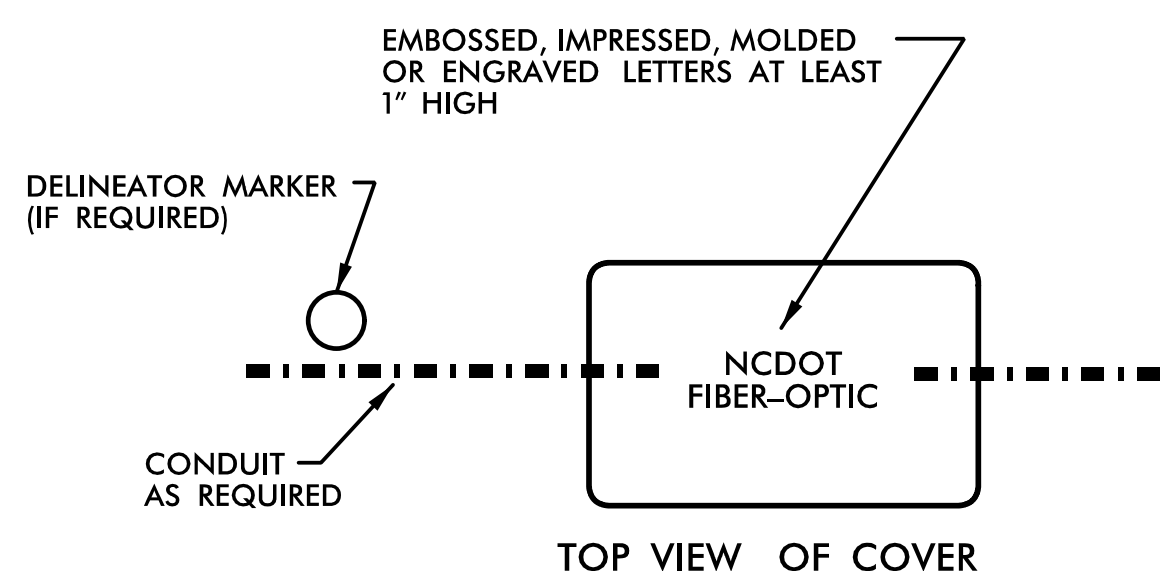 EMBOSSED, IMPRESSED, MOLDED
OR ENGRAVED LETTERS AT LEAST
1" HIGH
DELINEATOR MARKER
(IF REQUIRED)
NCDOT
FIBER–OPTIC
CONDUIT
AS REQUIRED
TOP VIEW OF COVER